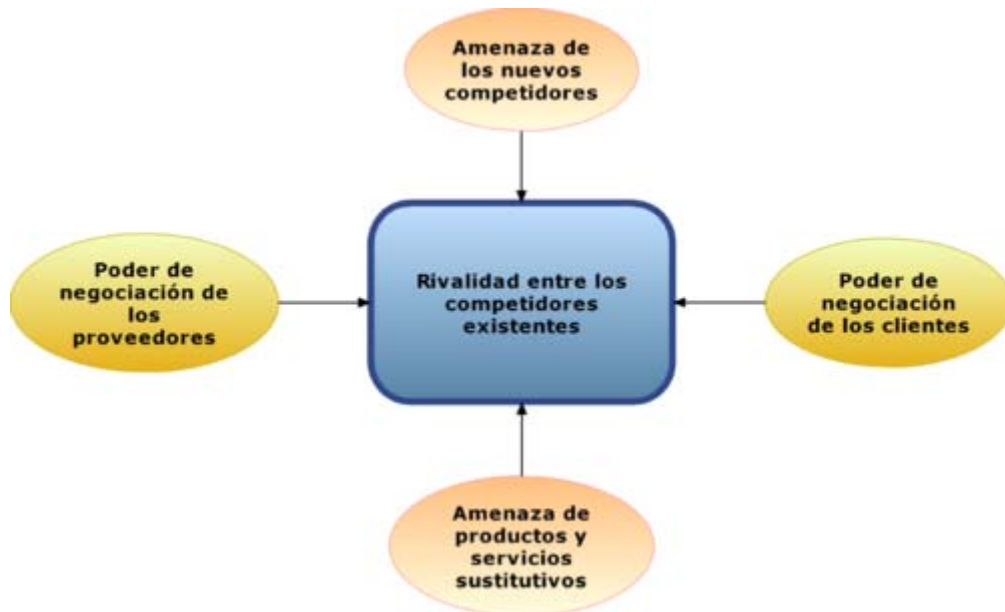 Amenaza de
los nuevos
competidores
Poder de
negociación de
los
proveedores
Rivalidad entre los
competidores
existentes
Poder de
negociación
de los clientes
Amenaza de
productos y
servicios
sustitutivos